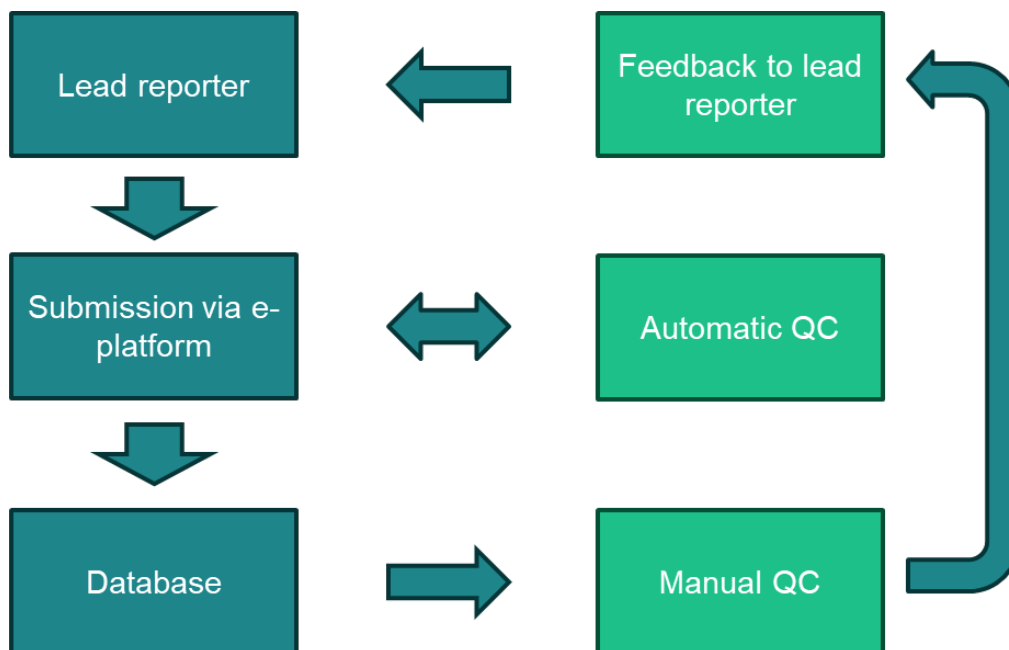 Lead reporter
Feedback to lead
reporter
Submission via e-
platform
Automatic QC
Database
Manual QC